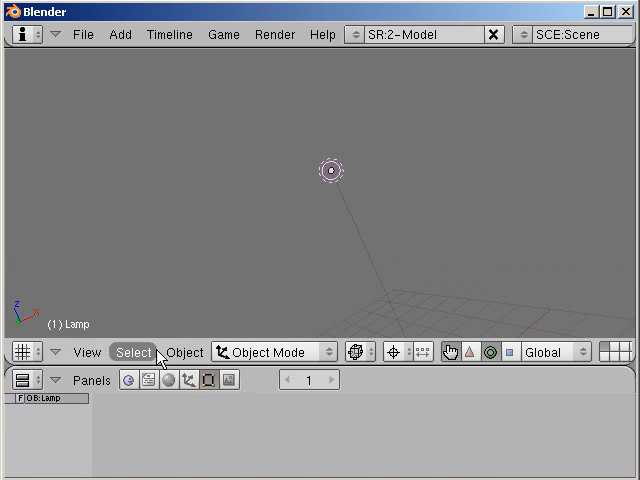 Blender
File Add Timeline Game Render Help SR:2-Model SCE:Scene
z x
(1) Lamp
View Select Object Object Mode Global
Panels 1
F OB:Lamp